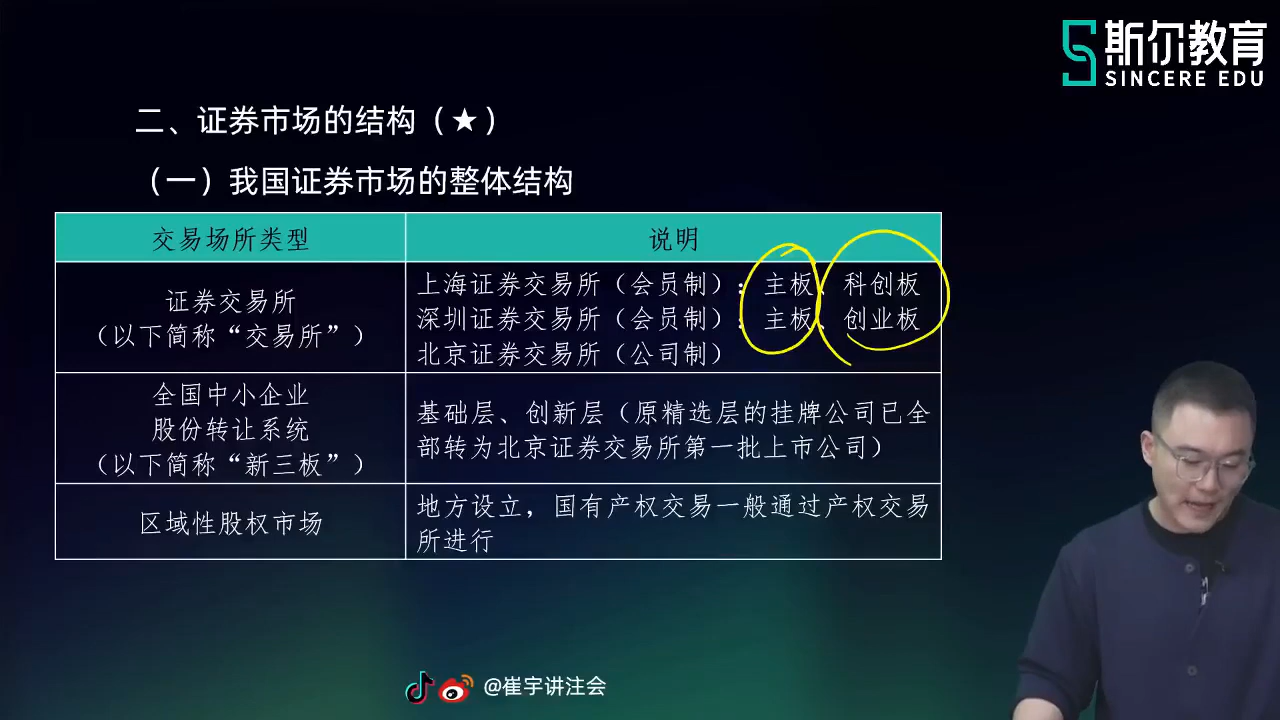 斯尔教育
SINCERE EDU
二、证券市场的结构（★）
（一）我国证券市场的整体结构
交易场所类型
说明
证券交易所
（以下简称“交易所”）
上海证券交易所（会员制）：主板、科创板
深圳证券交易所（会员制）：主板、创业板
北京证券交易所（公司制）
全国中小企业
股份转让系统
（以下简称“新三板”）
基础层、创新层（原精选层的挂牌公司已全
部转为北京证券交易所第一批上市公司）
区域性股权市场
地方设立，国有产权交易一般通过产权交易
所进行
@崔宇讲注会